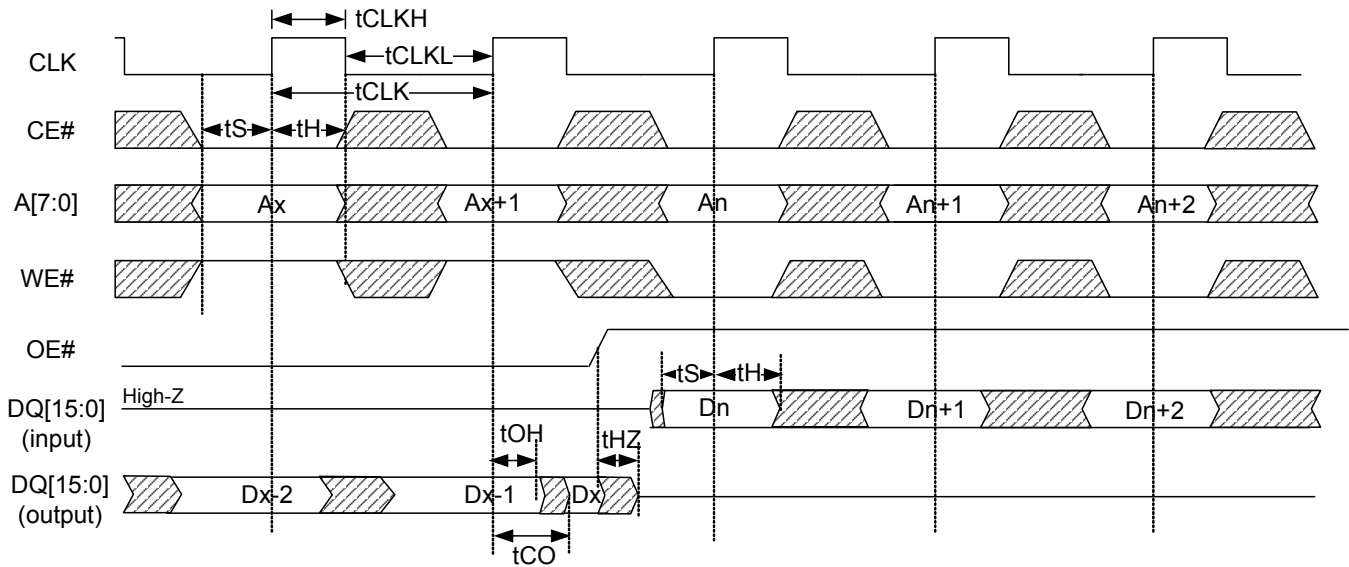 tCLKH
CLK
tCLKL
tCLK
CE#
tS tH
A[7:0] Ax Ax+1 An An+1 An+2
WE#
OE#
tS tH
High-Z
DQ[15:0] Dn Dn+1 Dn+2
(input)
tOH tHZ
DQ[15:0] Dx-2 Dx-1 Dx
(output)
tCO